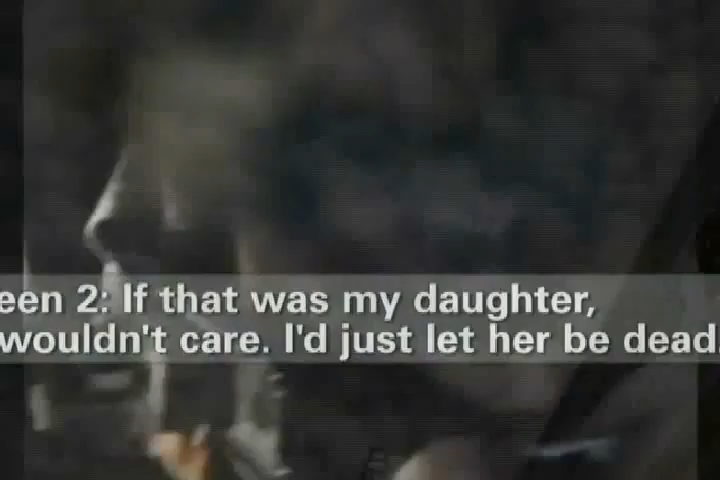 een 2: If that was my daughter,
wouldn't care. I'd just let her be dead.